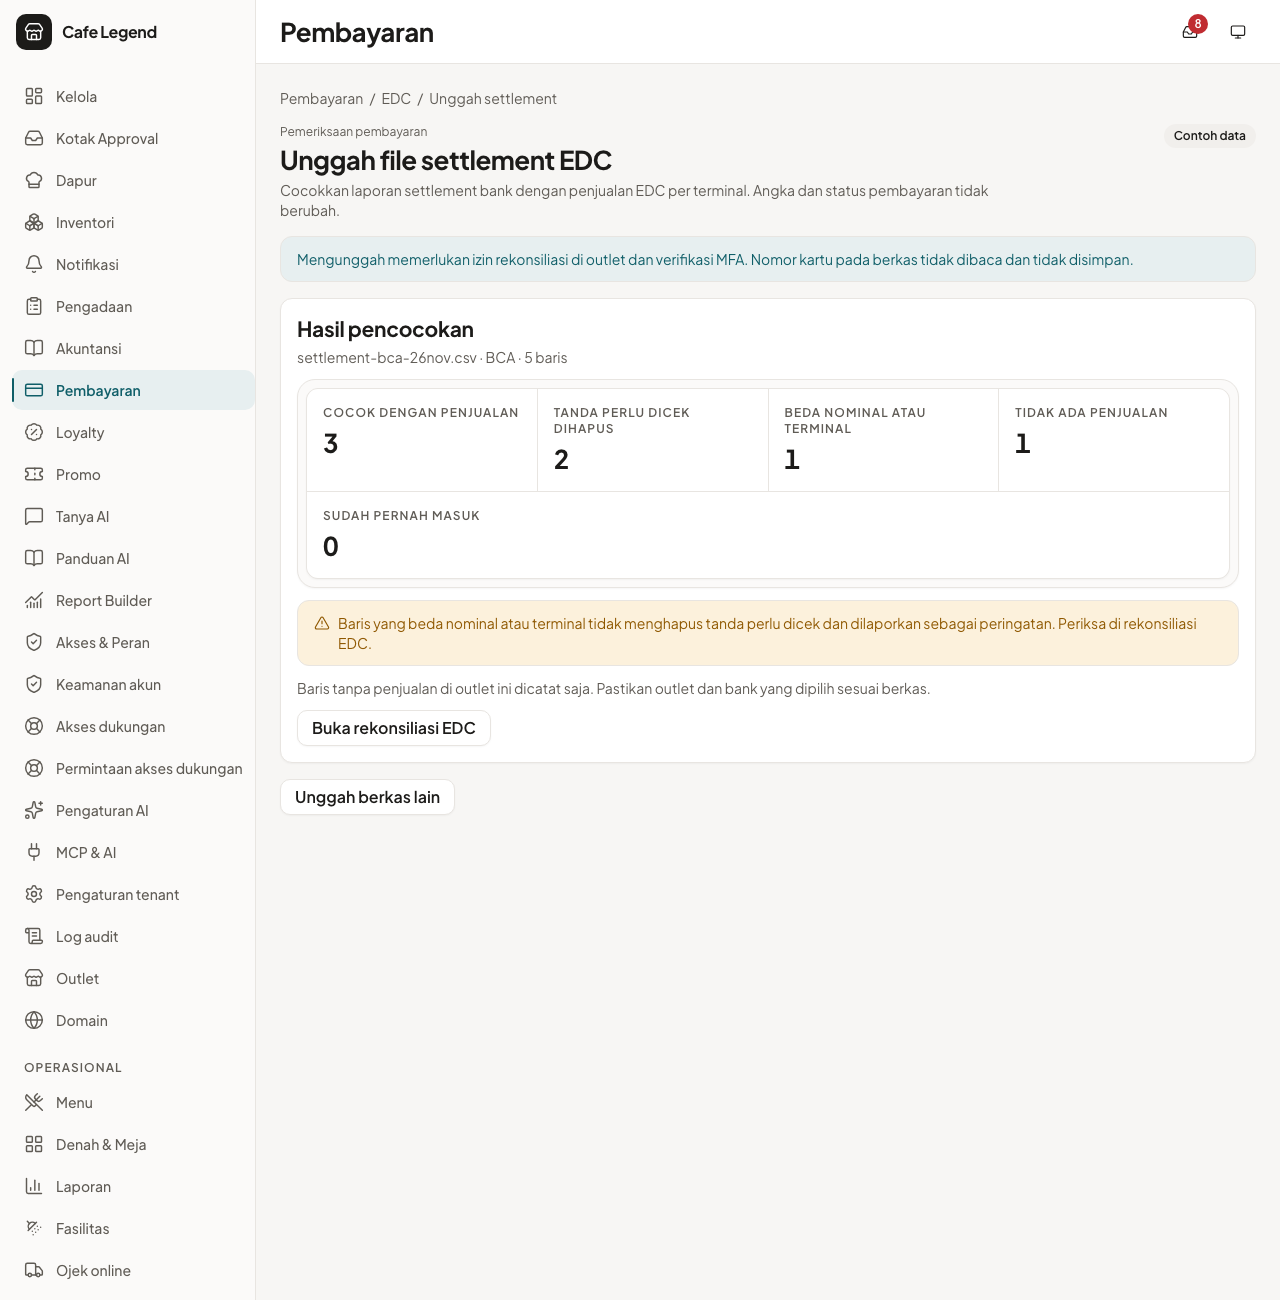 Cafe Legend
Kelola
Kotak Approval
Dapur
Inventori
Notifikasi
Pengadaan
Akuntansi
Pembayaran
Loyalty
Promo
Tanya AI
Panduan AI
Report Builder
Akses & Peran
Keamanan akun
Akses dukungan
Permintaan akses dukungan
Pengaturan AI
MCP & AI
Pengaturan tenant
Log audit
Outlet
Domain
OPERASIONAL
Menu
Denah & Meja
Laporan
Fasilitas
Ojek online
Pembayaran
8
Pembayaran / EDC / Unggah settlement
Pemeriksaan pembayaran
Contoh data
Unggah file settlement EDC
Cocokkan laporan settlement bank dengan penjualan EDC per terminal. Angka dan status pembayaran tidak
berubah.
Mengunggah memerlukan izin rekonsiliasi di outlet dan verifikasi MFA. Nomor kartu pada berkas tidak dibaca dan tidak disimpan.
Hasil pencocokan
settlement-bca-26nov.csv · BCA · 5 baris
COCOK DENGAN PENJUALAN
3
TANDA PERLU DICEK
DIHAPUS
2
BEDA NOMINAL ATAU
TERMINAL
1
TIDAK ADA PENJUALAN
1
SUDAH PERNAH MASUK
0
Baris yang beda nominal atau terminal tidak menghapus tanda perlu dicek dan dilaporkan sebagai peringatan. Periksa di rekonsiliasi
EDC.
Baris tanpa penjualan di outlet ini dicatat saja. Pastikan outlet dan bank yang dipilih sesuai berkas.
Buka rekonsiliasi EDC
Unggah berkas lain